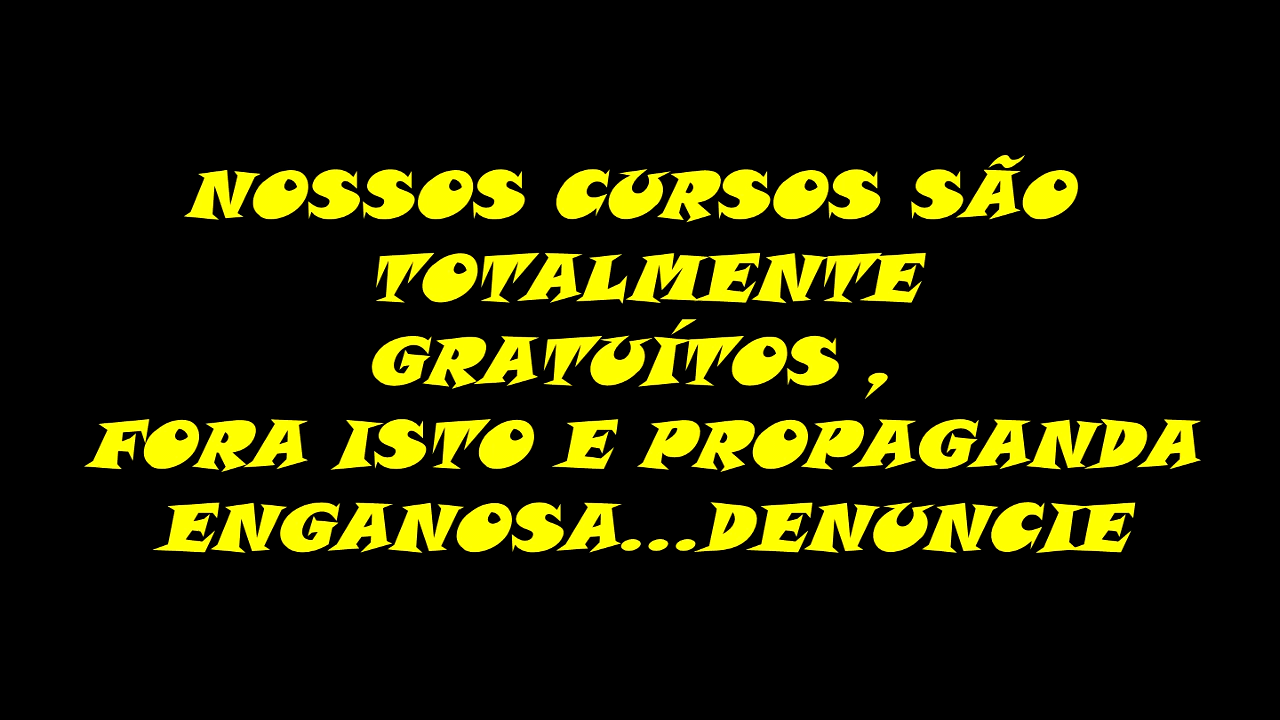 NOSSOS CURSOS SÃO
TOTALMENTE
GRATUÍTOS ,
FORA ISTO E PROPAGANDA
ENGANOSA...DENUNCIE